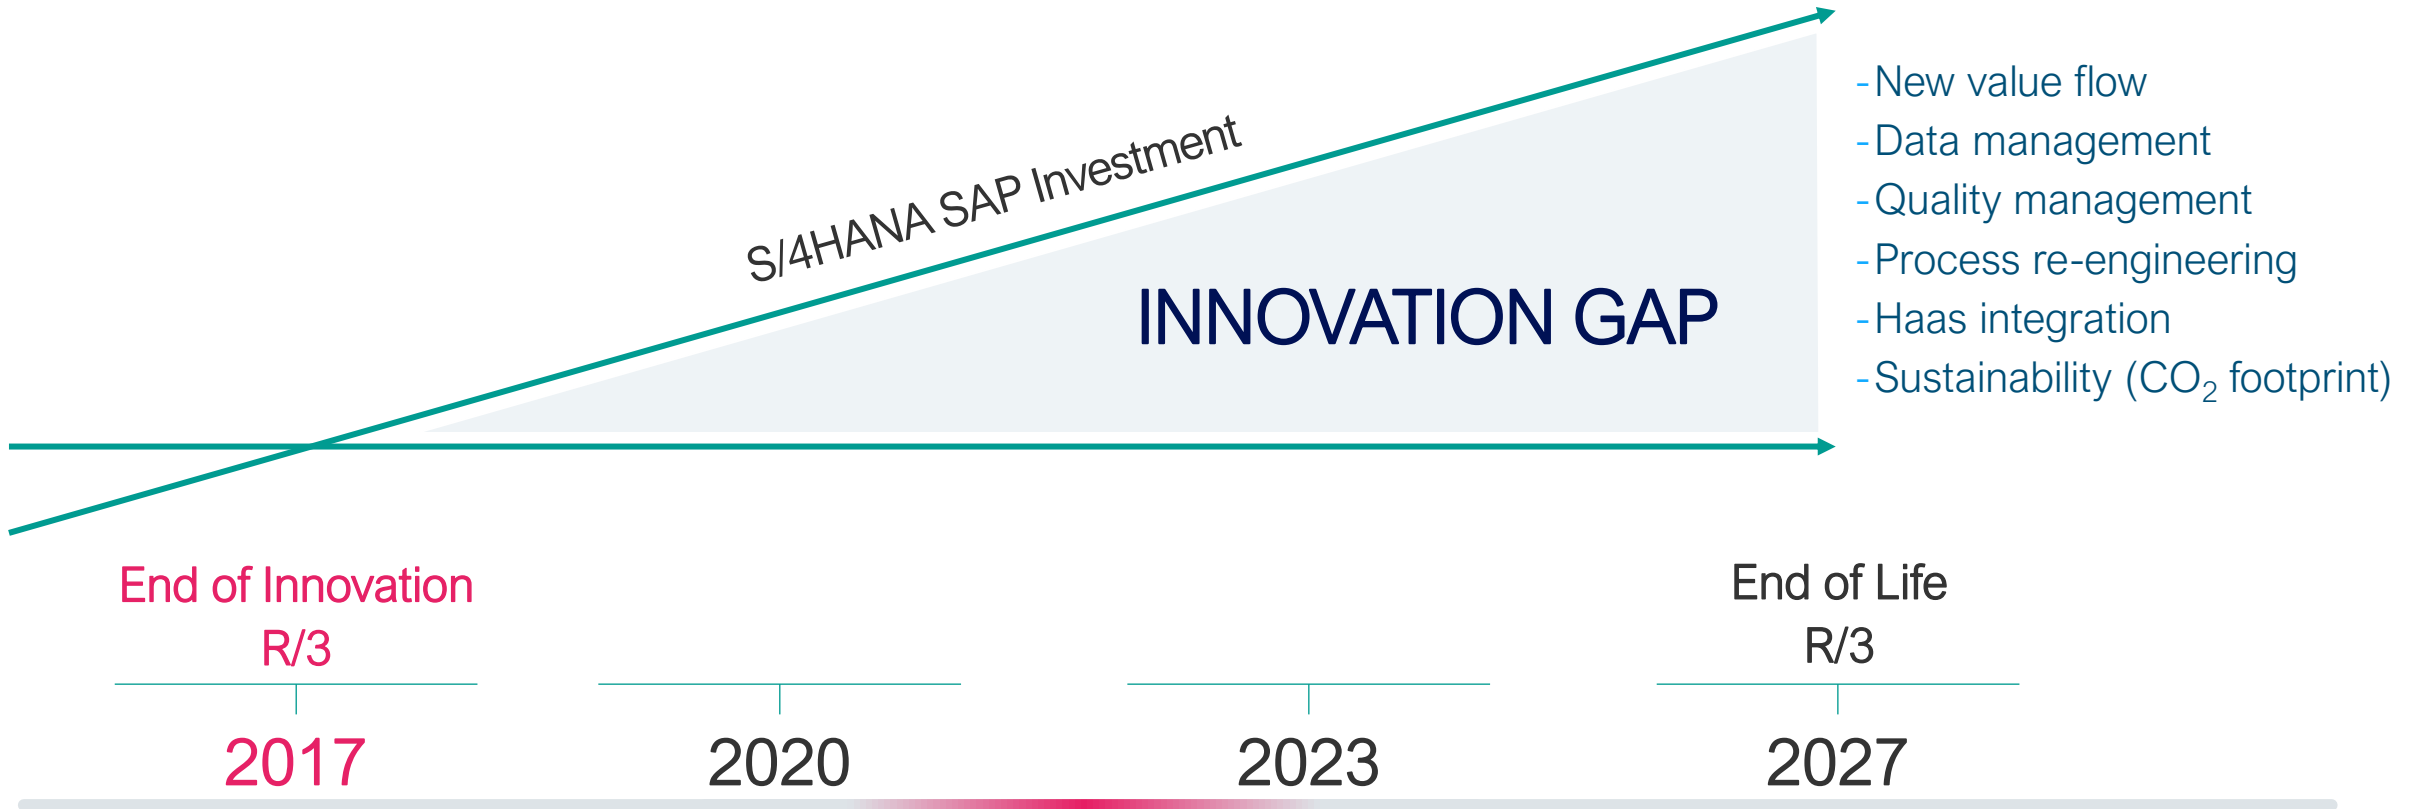 S/4HANA SAP Investment
INNOVATION GAP
-New value flow
-Data management
-Quality management
-Process re-engineering
-Haas integration
-Sustainability (CO₂ footprint)
End of Innovation
R/3
End of Life
R/3
2017
2020
2023
2027